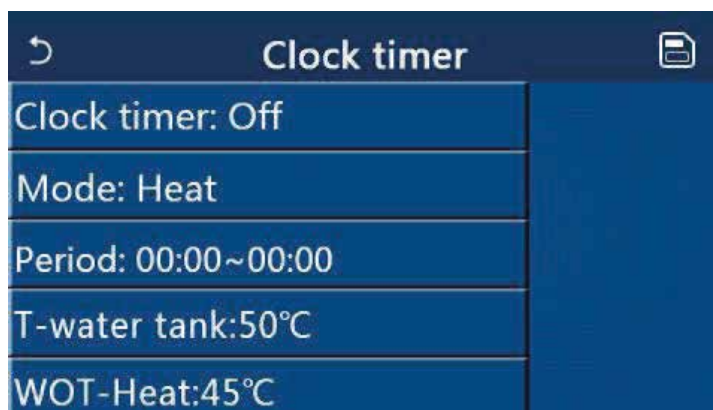 Clock timer
Clock timer: Off
Mode: Heat
Period: 00:00~00:00
T-water tank:50℃
WOT-Heat:45℃